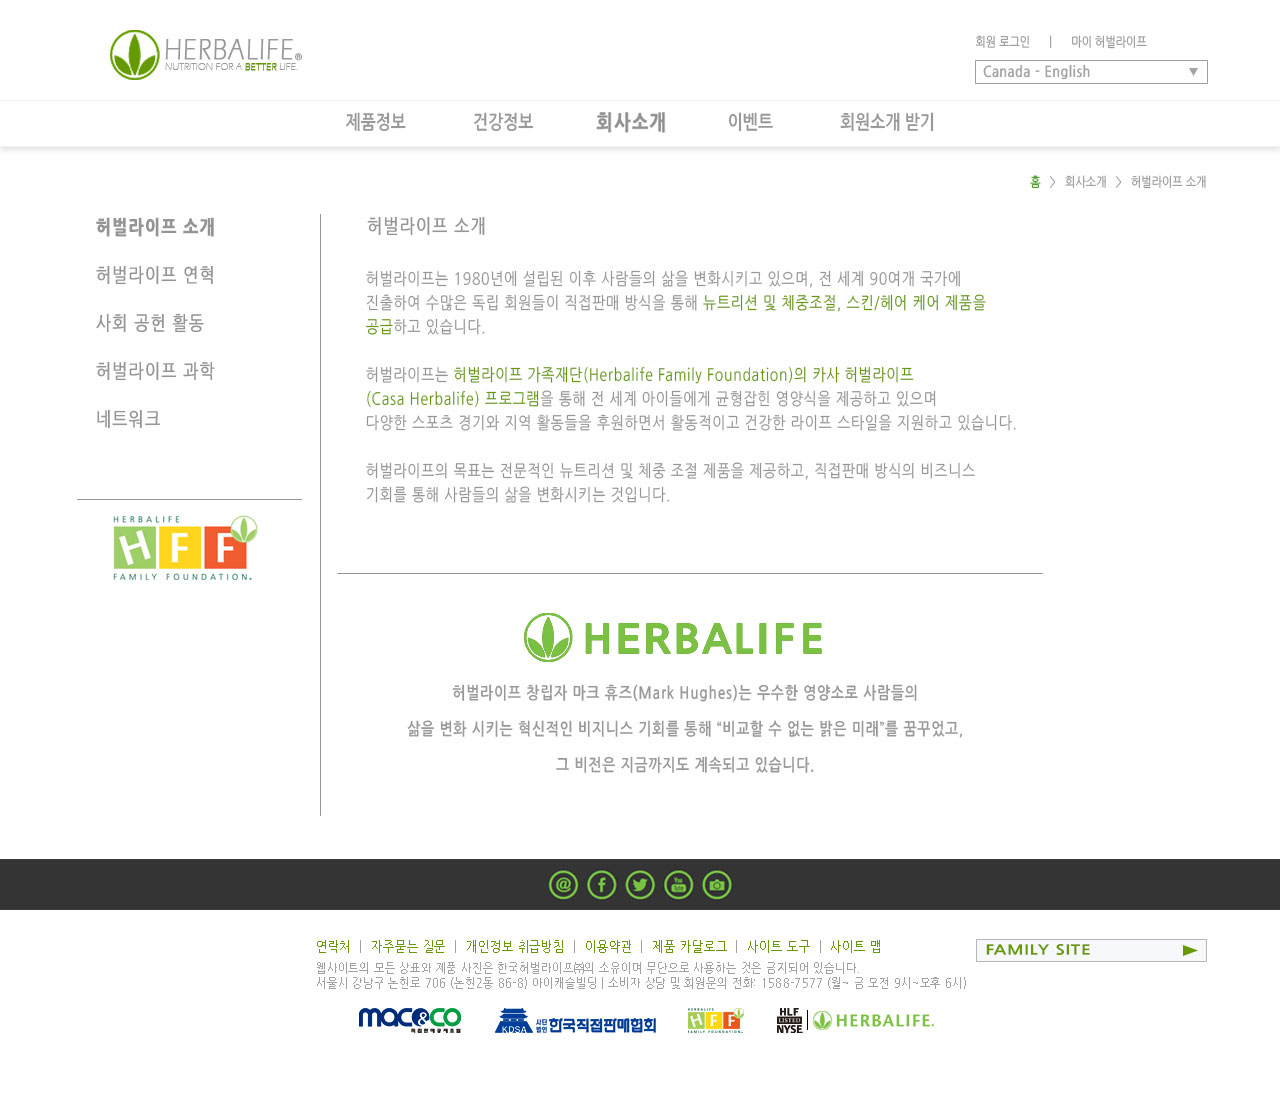 HERBALIFE®
NUTRITION FOR A BETTER LIFE.
회원 로그인 | 마이 허벌라이프
Canada - English
제품정보 건강정보 회사소개 이벤트 회원소개 받기
홈 > 회사소개 > 허벌라이프 소개
허벌라이프 소개
허벌라이프 연혁
사회 공헌 활동
허벌라이프 과학
네트워크
HERBALIFE
HFF
FAMILY FOUNDATION.
허벌라이프 소개
허벌라이프는 1980년에 설립된 이후 사람들의 삶을 변화시키고 있으며, 전 세계 90여개 국가에
진출하여 수많은 독립 회원들이 직접판매 방식을 통해 뉴트리션 및 체중조절, 스킨/헤어 케어 제품을
공급하고 있습니다.
허벌라이프는 허벌라이프 가족재단(Herbalife Family Foundation)의 카사 허벌라이프
(Casa Herbalife) 프로그램을 통해 전 세계 아이들에게 균형잡힌 영양식을 제공하고 있으며
다양한 스포츠 경기와 지역 활동들을 후원하면서 활동적이고 건강한 라이프 스타일을 지원하고 있습니다.
허벌라이프의 목표는 전문적인 뉴트리션 및 체중 조절 제품을 제공하고, 직접판매 방식의 비즈니스
기회를 통해 사람들의 삶을 변화시키는 것입니다.
HERBALIFE
허벌라이프 창립자 마크 휴즈(Mark Hughes)는 우수한 영양소로 사람들의
삶을 변화 시키는 혁신적인 비지니스 기회를 통해 “비교할 수 없는 밝은 미래”를 꿈꾸었고,
그 비전은 지금까지도 계속되고 있습니다.
You Tube
연락처 | 자주묻는 질문 | 개인정보 취급방침 | 이용약관 | 제품 카달로그 | 사이트 도구 | 사이트 맵
FAMILY SITE
웹사이트의 모든 상표와 제품 사진은 한국허벌라이프㈜의 소유이며 무단으로 사용하는 것은 금지되어 있습니다.
서울시 강남구 논현로 706 (논현2동 86-8) 아이캐슬빌딩 | 소비자 상담 및 회원문의 전화: 1588-7577 (월~ 금 오전 9시~오후 6시)
maco&co
직접판매공제조합
KDSA 사단법인 한국직접판매협회
HERBALIFE HFF FAMILY FOUNDATION.
HLF LISTED NYSE | HERBALIFE.